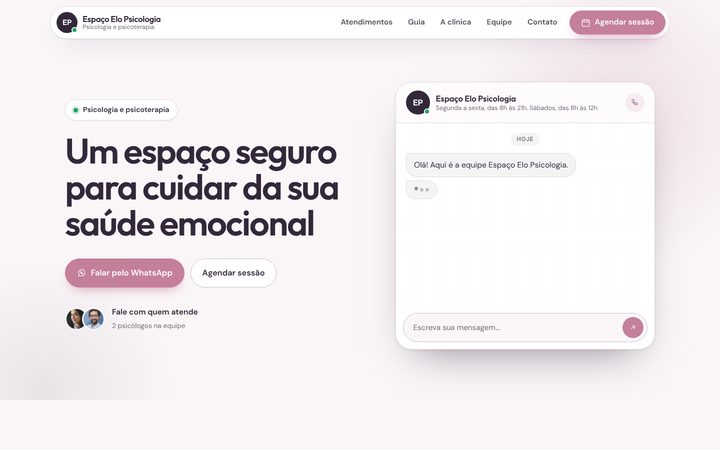 EP
Espaço Elo Psicologia
Psicologia e psicoterapia
Atendimentos
Guia
A clínica
Equipe
Contato
Agendar sessão
Psicologia e psicoterapia
Um espaço seguro
para cuidar da sua
saúde emocional
Falar pelo WhatsApp
Agendar sessão
Fale com quem atende
2 psicólogos na equipe
EP
Espaço Elo Psicologia
Segunda a sexta, das 8h às 21h. Sábados, das 8h às 12h
HOJE
Olá! Aqui é a equipe Espaço Elo Psicologia.
Escreva sua mensagem...